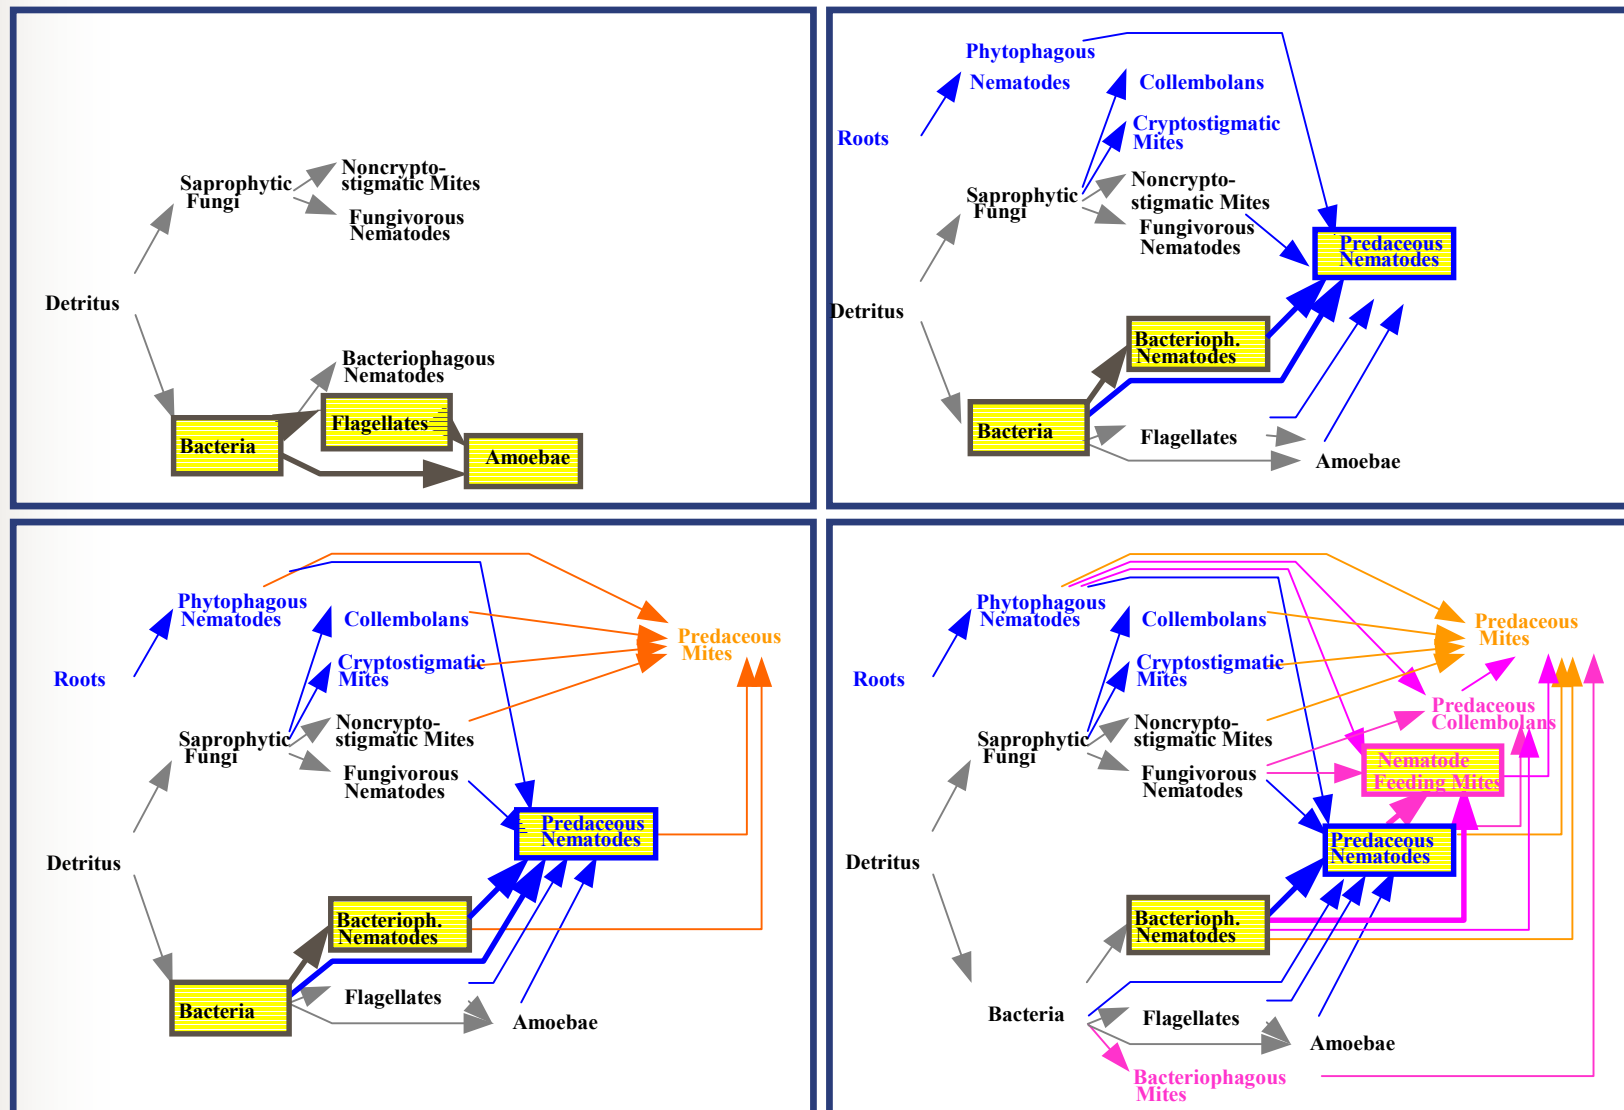 Noncrypto-
stigmatic Mites
Saprophytic
Fungi
Fungivorous
Nematodes
Detritus
Bacteriophagous
Nematodes
Flagellates
Bacteria
Amoebae
Phytophagous
Nematodes
Collembolans
Roots
Cryptostigmatic
Mites
Noncrypto-
stigmatic Mites
Saprophytic
Fungi
Fungivorous
Nematodes
Predaceous
Nematodes
Detritus
Bacterioph.
Nematodes
Bacteria
Flagellates
Amoebae
Phytophagous
Nematodes
Collembolans
Predaceous
Mites
Cryptostigmatic
Mites
Roots
Noncrypto-
stigmatic Mites
Saprophytic
Fungi
Fungivorous
Nematodes
Predaceous
Nematodes
Detritus
Bacterioph.
Nematodes
Flagellates
Bacteria
Amoebae
Phytophagous
Nematodes
Collembolans
Predaceous
Mites
Cryptostigmatic
Mites
Roots
Predaceous
Collembolans
Noncrypto-
stigmatic Mites
Saprophytic
Fungi
Nematode
Feeding Mites
Fungivorous
Nematodes
Predaceous
Nematodes
Detritus
Bacterioph.
Nematodes
Bacteria
Flagellates
Amoebae
Bacteriophagous
Mites